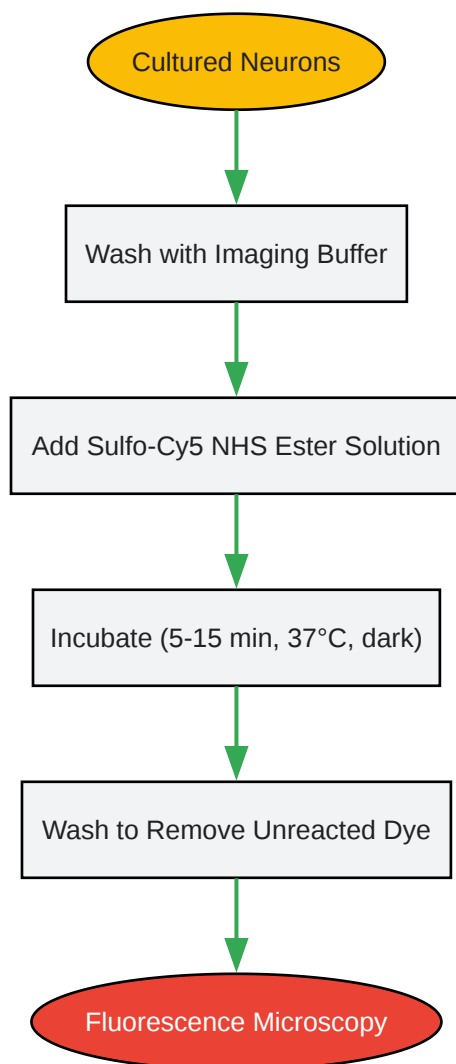 Cultured Neurons
Wash with Imaging Buffer
Add Sulfo-Cy5 NHS Ester Solution
Incubate (5-15 min, 37°C, dark)
Wash to Remove Unreacted Dye
Fluorescence Microscopy